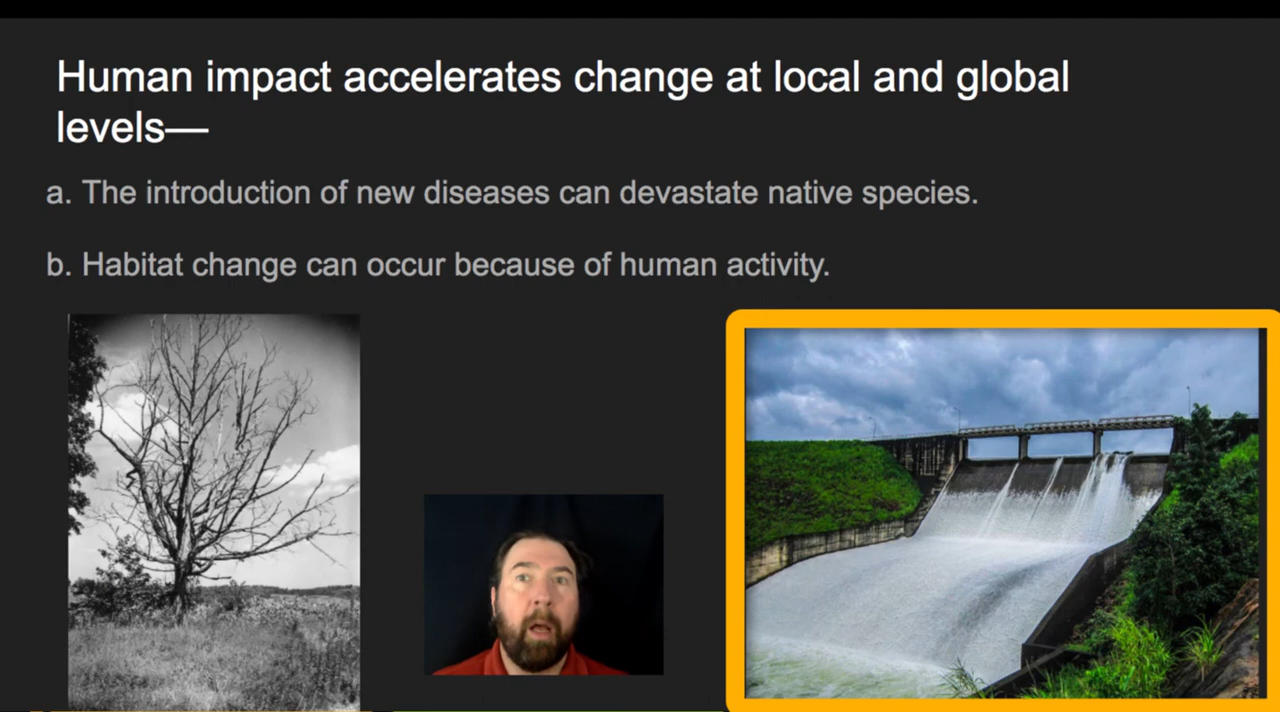 Human impact accelerates change at local and global
levels—
a. The introduction of new diseases can devastate native species.
b. Habitat change can occur because of human activity.